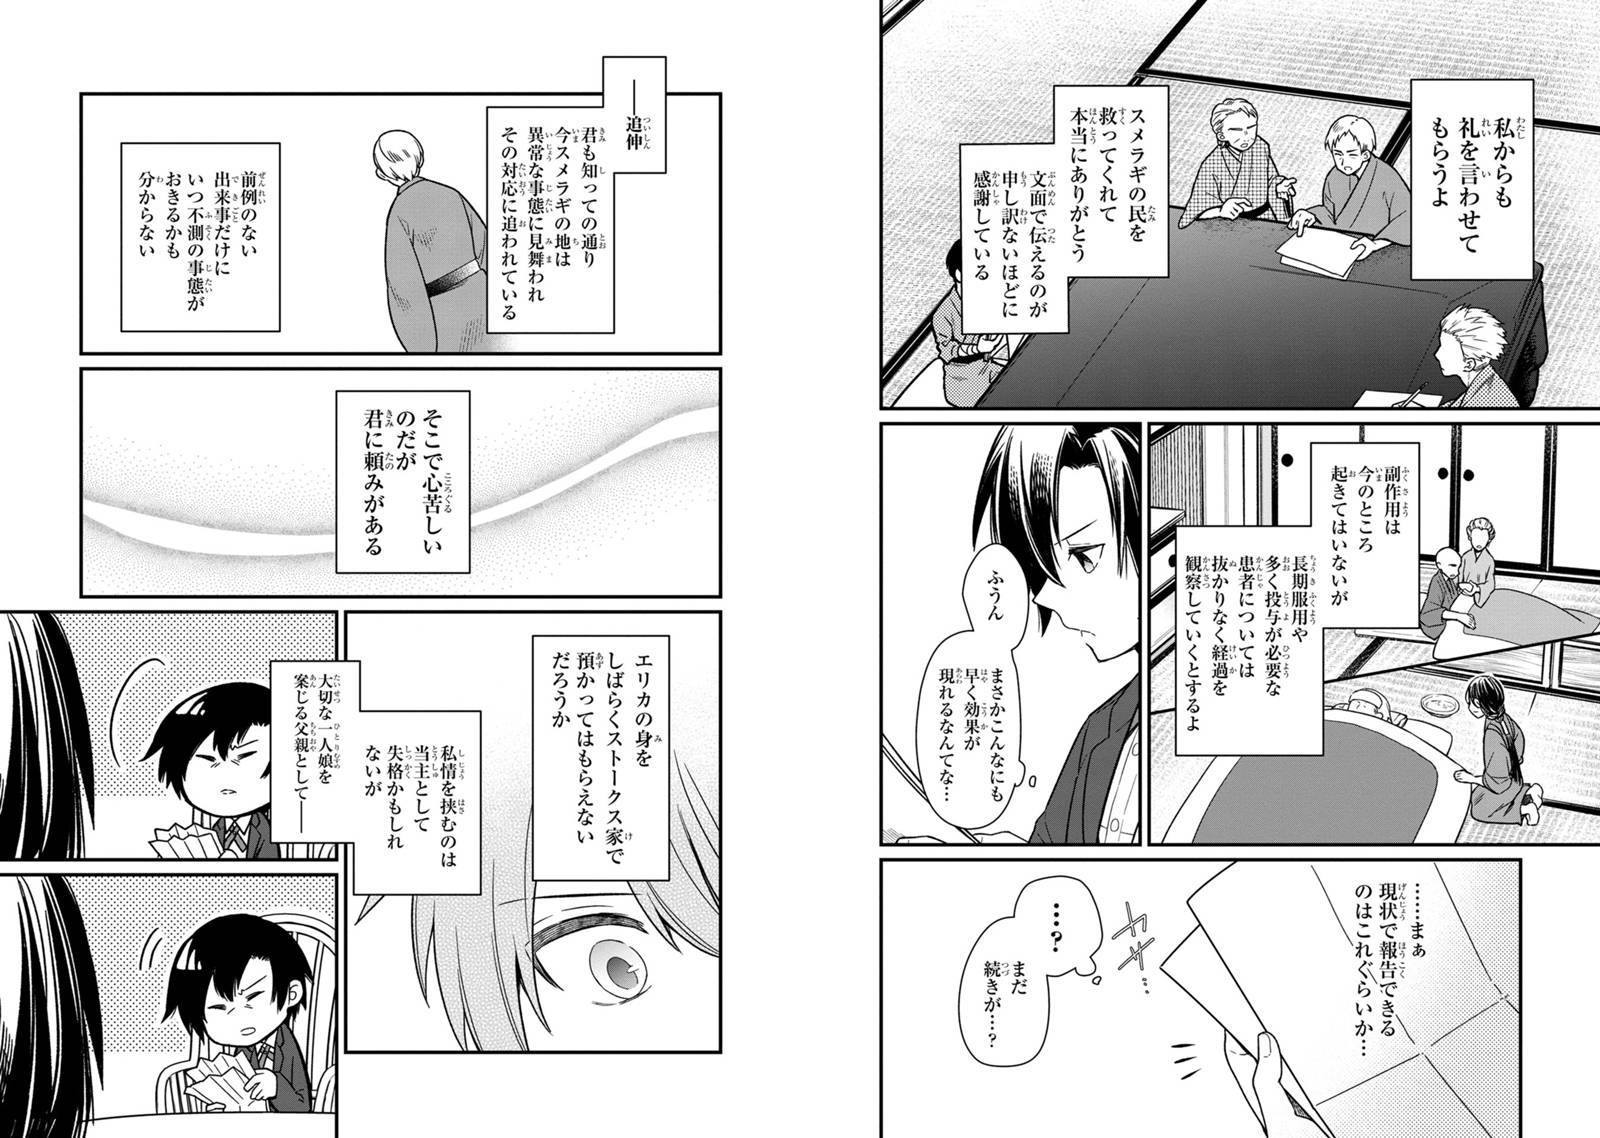 私からも
礼を言わせて
もらうよ
スメラギの民を
救ってくれて
本当にありがとう
文面で伝えるのが
申し訳ないほどに
感謝している
副作用は
今のところ
起きてはいないが
長期服用や
多く投与が必要な
患者については
抜かりなく経過を
観察していくとするよ
ふうん
まさかこんなにも
早く効果が
現れるなんてな…
……まぁ
現状で報告できる
のはこれぐらいか…
カサ…
…?
まだ
続きが…?
――追伸
君も知っての通り
今スメラギの地は
異常な事態に見舞われ
その対応に追われている
前例のない
出来事だけに
いつ不測の事態が
おきるかも
分からない
そこで心苦しい
のだが
君に頼みがある
エリカの身を
しばらくストークス家で
預かってはもらえない
だろうか
私情を挟むのは
当主として
失格かもしれ
ないが
大切な一人娘を
案じる父親として――